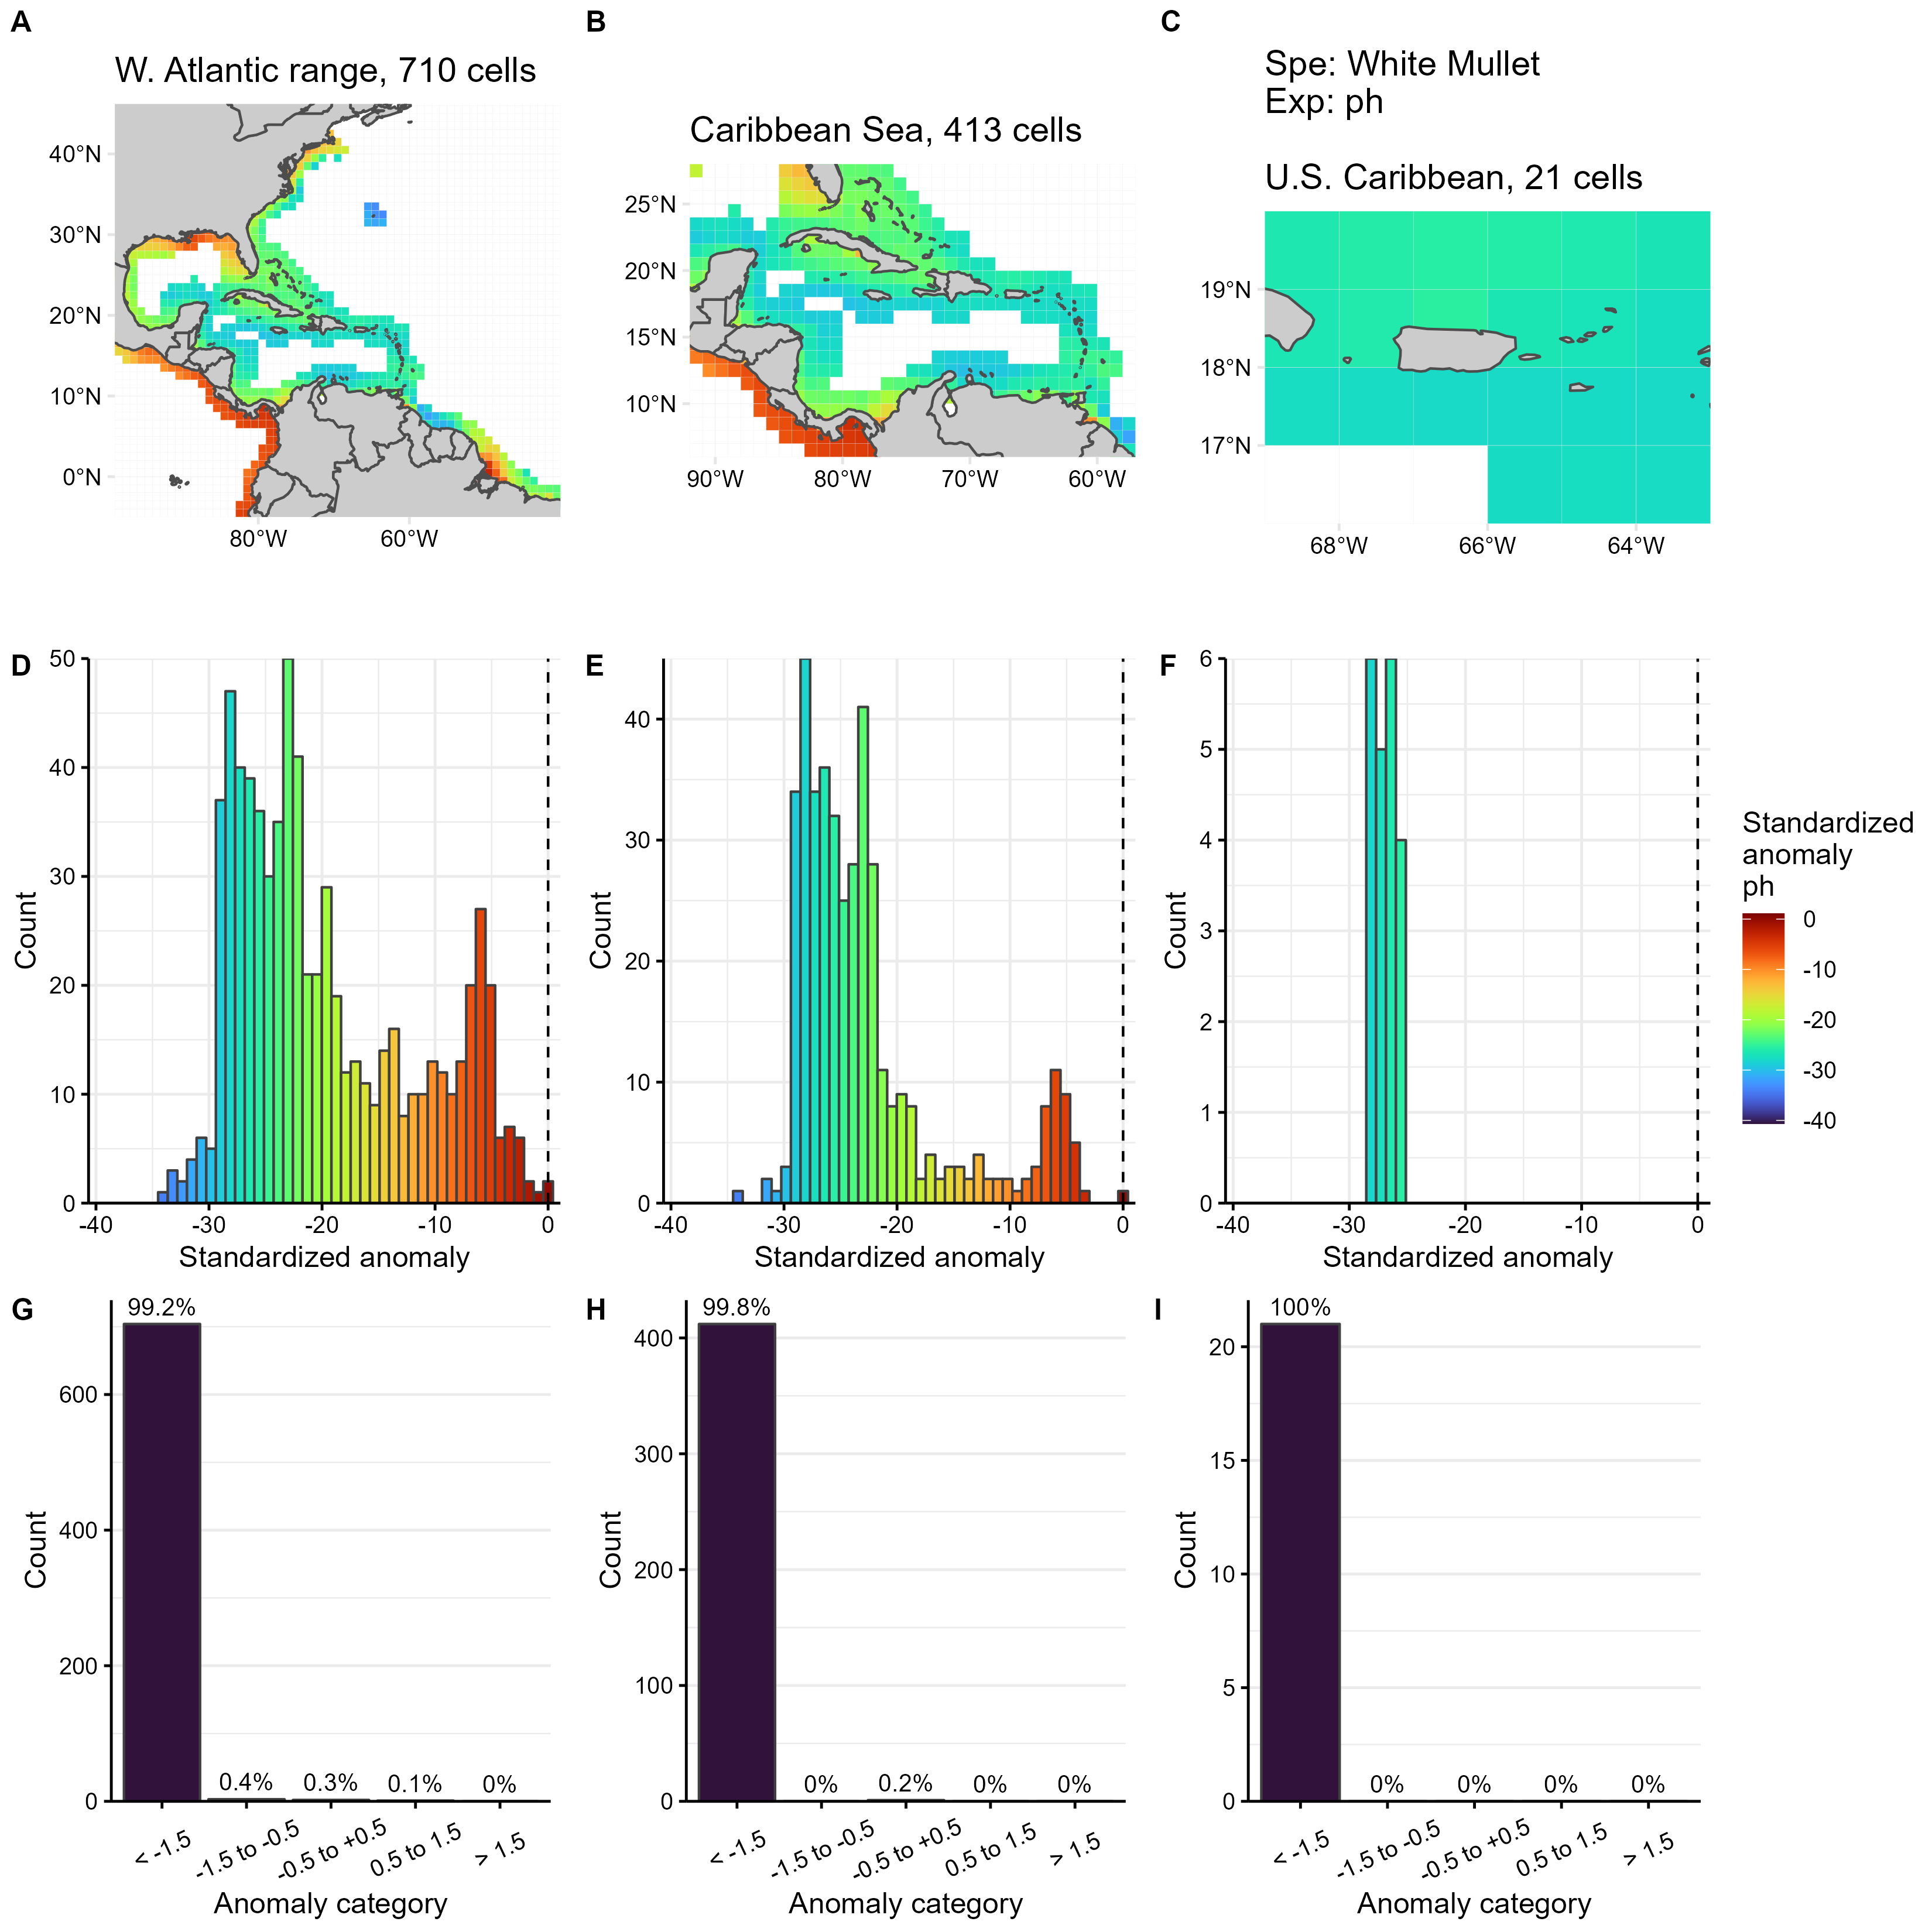 A
B
C
W. Atlantic range, 710 cells
Caribbean Sea, 413 cells
Spe: White Mullet
Exp: ph
U.S. Caribbean, 21 cells
40°N
30°N
20°N
10°N
0°N
80°W
60°W
25°N
20°N
15°N
10°N
90°W
80°W
70°W
60°W
19°N
18°N
17°N
68°W
66°W
64°W
D
50
40
30
20
10
0
Count
-40
-30
-20
-10
0
Standardized anomaly
E
40
30
20
10
0
Count
-40
-30
-20
-10
0
Standardized anomaly
F
6
5
4
3
2
1
0
Count
-40
-30
-20
-10
0
Standardized anomaly
Standardized
anomaly
ph
0
-10
-20
-30
-40
G
99.2%
0.4%
0.3%
0.1%
0%
600
400
200
0
Count
< -1.5
-1.5 to -0.5
-0.5 to +0.5
0.5 to 1.5
> 1.5
Anomaly category
H
99.8%
0%
0.2%
0%
0%
400
300
200
100
0
Count
< -1.5
-1.5 to -0.5
-0.5 to +0.5
0.5 to 1.5
> 1.5
Anomaly category
I
100%
0%
0%
0%
0%
20
15
10
5
0
Count
< -1.5
-1.5 to -0.5
-0.5 to +0.5
0.5 to 1.5
> 1.5
Anomaly category